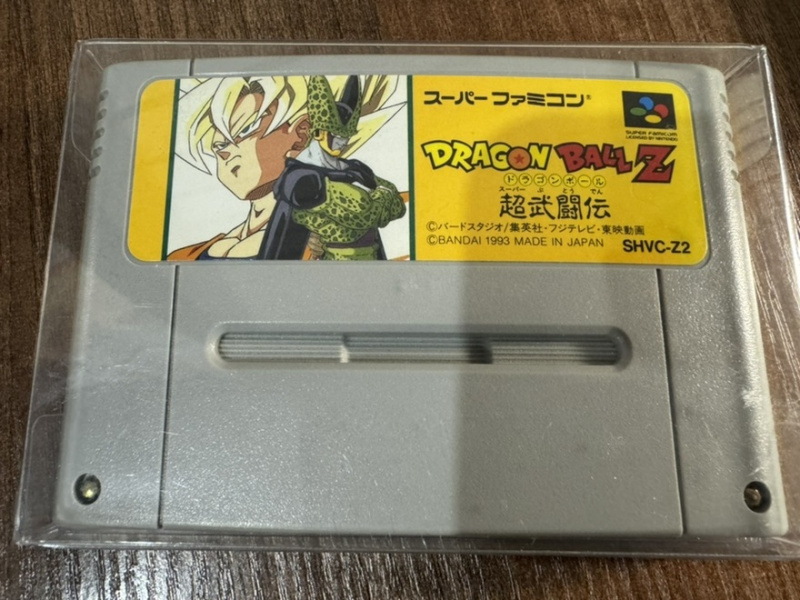 スーパーファミコン®
SUPER FAMICOM
LICENSED BY NINTENDO
DRAGON BALL Z
ドラゴンボール
スーパー ぶ とう でん
超武闘伝
©バードスタジオ/集英社・フジテレビ・東映動画
©BANDAI 1993 MADE IN JAPAN
SHVC-Z2